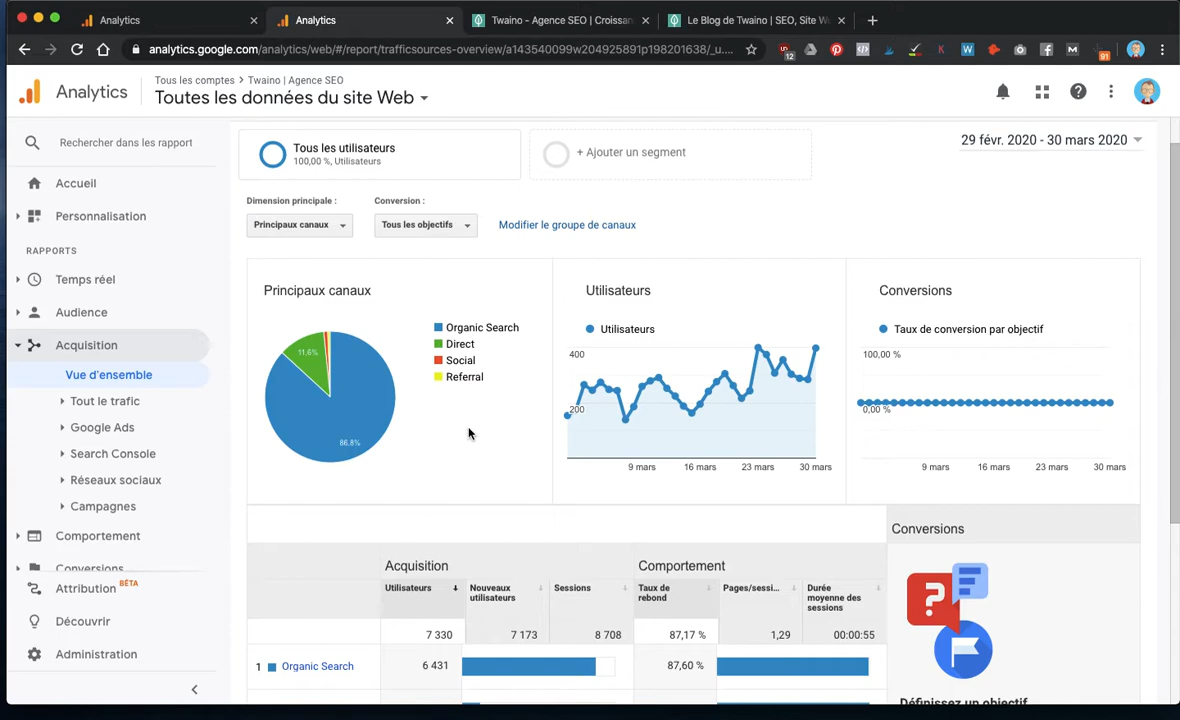 Analytics
Analytics
Twaino - Agence SEO | Croissan
Le Blog de Twaino | SEO, Site W
analytics.google.com/analytics/web/#/report/trafficsources-overview/a143540099w204925891p198201638/_u....
12
91
Analytics
Tous les comptes > Twaino | Agence SEO
Toutes les données du site Web
Rechercher dans les rapport
Accueil
Personnalisation
RAPPORTS
Temps réel
Audience
Acquisition
Vue d'ensemble
Tout le trafic
Google Ads
Search Console
Réseaux sociaux
Campagnes
Comportement
Conversions
Attribution BÊTA
Découvrir
Administration
Tous les utilisateurs
100,00 %, Utilisateurs
+ Ajouter un segment
29 févr. 2020 - 30 mars 2020
Dimension principale :
Conversion :
Principaux canaux
Tous les objectifs
Modifier le groupe de canaux
Principaux canaux
11.6%
86.8%
Organic Search
Direct
Social
Referral
Utilisateurs
Utilisateurs
400
200
9 mars
16 mars
23 mars
30 mars
Conversions
Taux de conversion par objectif
100,00 %
0,00 %
9 mars
16 mars
23 mars
30 mars
Acquisition
Comportement
Conversions
Utilisateurs
Nouveaux utilisateurs
Sessions
Taux de rebond
Pages/sessi...
Durée moyenne des sessions
7 330
7 173
8 708
87,17 %
1,29
00:00:55
1 Organic Search
6 431
87,60 %
Définissez un objectif